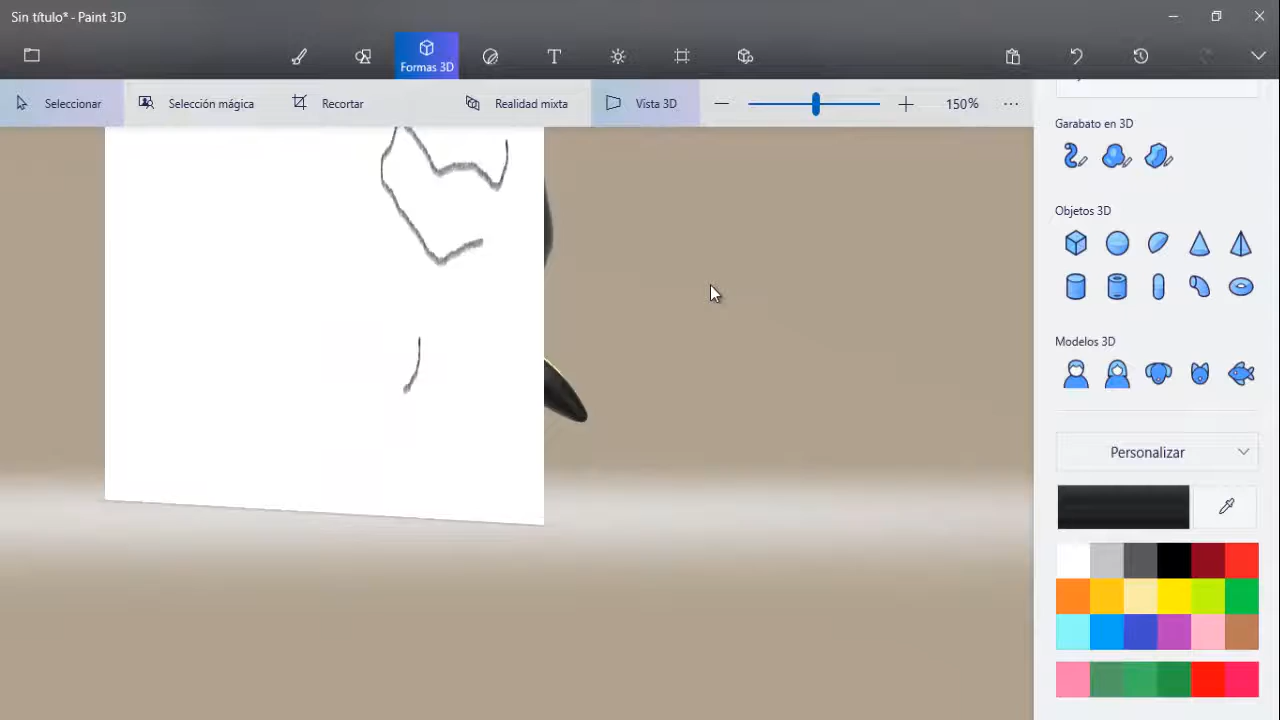 Sin título* - Paint 3D
Formas 3D
Seleccionar
Selección mágica
Recortar
Realidad mixta
Vista 3D
150%
Garabato en 3D
Objetos 3D
Modelos 3D
Personalizar